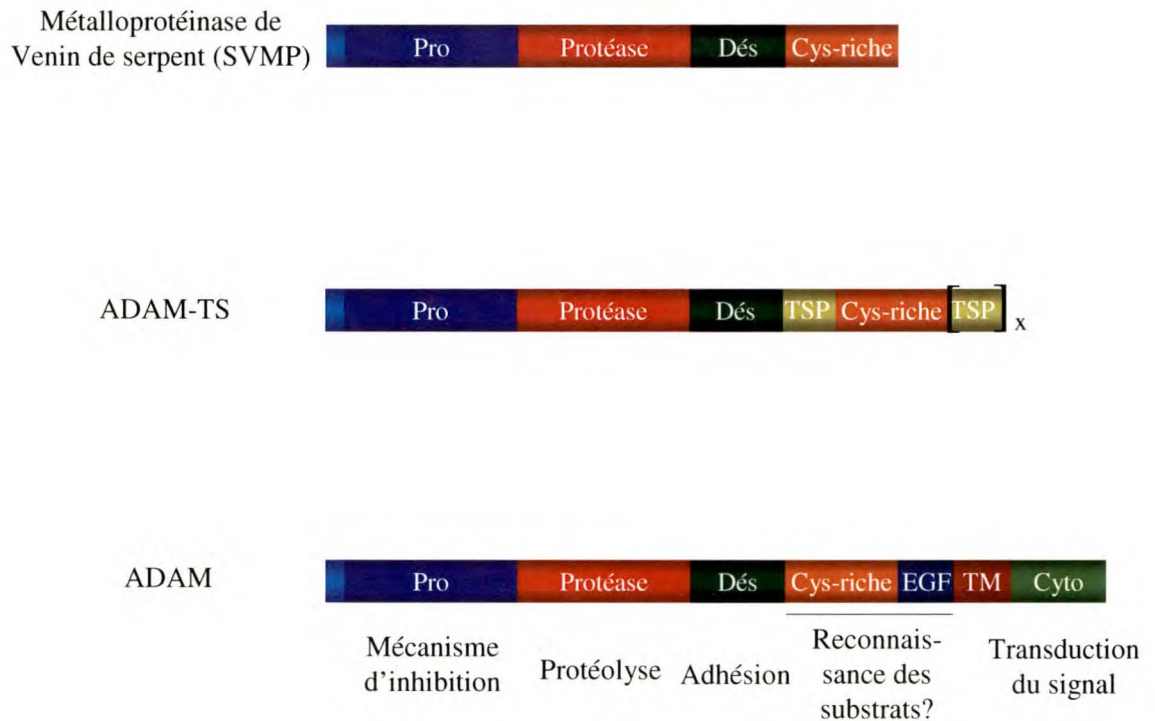 Métalloprotéinase de
Venin de serpent (SVMP)
Pro Protéase Dés Cys-riche
ADAM-TS
Pro Protéase Dés TSP Cys-riche [TSP] x
ADAM
Pro Protéase Dés Cys-riche EGF TM Cyto
Mécanisme
d'inhibition
Protéolyse
Adhésion
Reconnais-
sance des
substrats?
Transduction
du signal